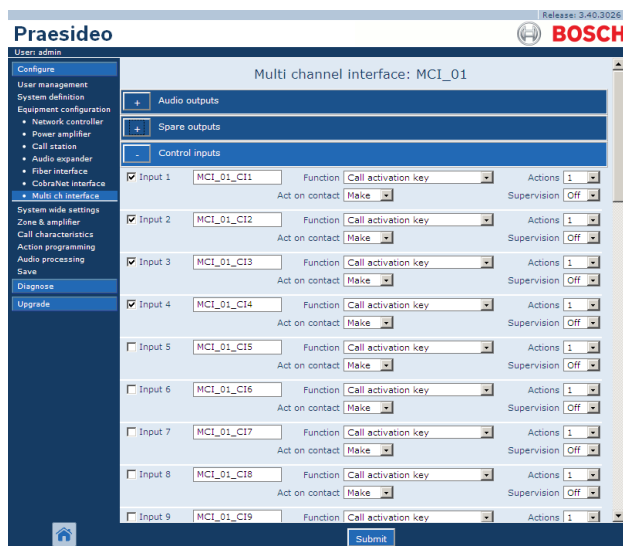 Release: 3.40.3026
Praesideo
BOSCH
User: admin
Configure
User management
System definition
Equipment configuration
• Network controller
• Power amplifier
• Call station
• Audio expander
• Fiber interface
• CobraNet interface
• Multi ch interface
System wide settings
Zone & amplifier
Call characteristics
Action programming
Audio processing
Save
Diagnose
Upgrade
Multi channel interface: MCI_01
+ Audio outputs
+ Spare outputs
- Control inputs
Input 1 MCI_01_CI1 Function Call activation key Actions 1
Act on contact Make Supervision Off
Input 2 MCI_01_CI2 Function Call activation key Actions 1
Act on contact Make Supervision Off
Input 3 MCI_01_CI3 Function Call activation key Actions 1
Act on contact Make Supervision Off
Input 4 MCI_01_CI4 Function Call activation key Actions 1
Act on contact Make Supervision Off
Input 5 MCI_01_CI5 Function Call activation key Actions 1
Act on contact Make Supervision Off
Input 6 MCI_01_CI6 Function Call activation key Actions 1
Act on contact Make Supervision Off
Input 7 MCI_01_CI7 Function Call activation key Actions 1
Act on contact Make Supervision Off
Input 8 MCI_01_CI8 Function Call activation key Actions 1
Act on contact Make Supervision Off
Input 9 MCI_01_CI9 Function Call activation key Actions 1
Submit